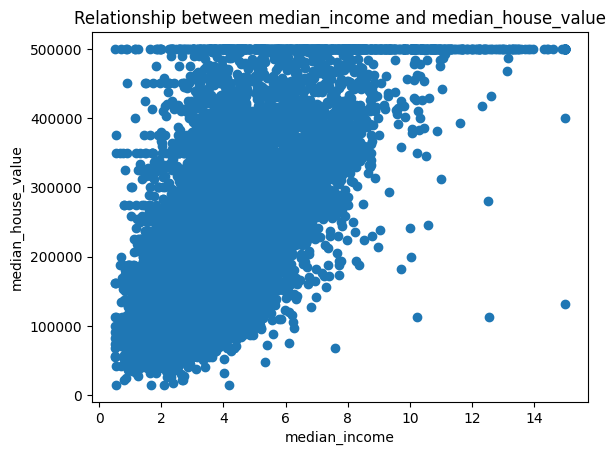 Relationship between median_income and median_house_value
500000
400000
300000
200000
100000
0
median_house_value
0 2 4 6 8 10 12 14
median_income